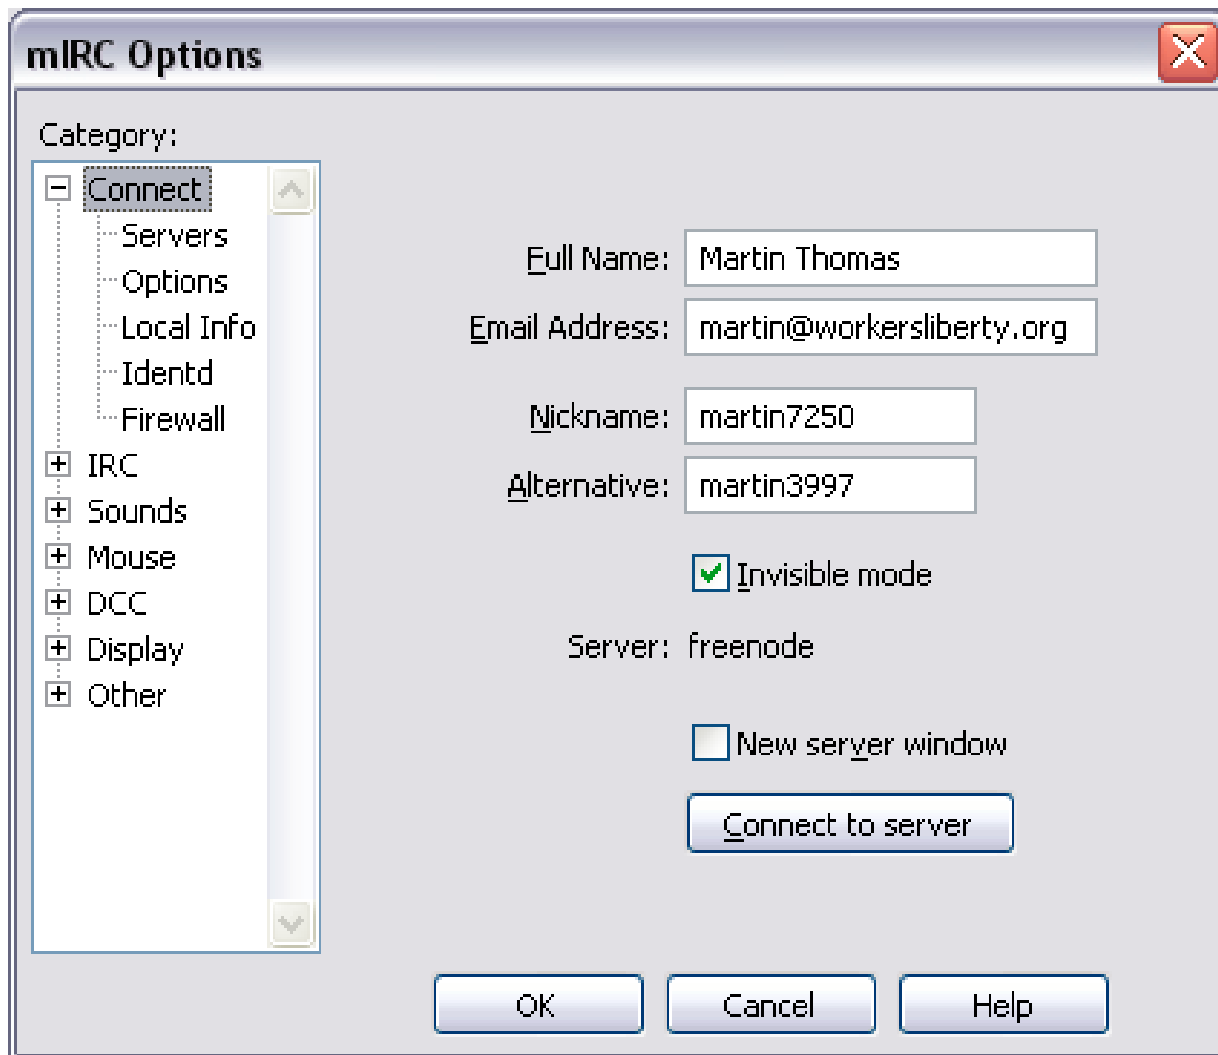 mIRC Options
Category:
Connect
Servers
Options
Local Info
Identd
Firewall
IRC
Sounds
Mouse
DCC
Display
Other
Full Name: Martin Thomas
Email Address: martin@workersliberty.org
Nickname: martin7250
Alternative: martin3997
Invisible mode
Server: freenode
New server window
Connect to server
OK Cancel Help